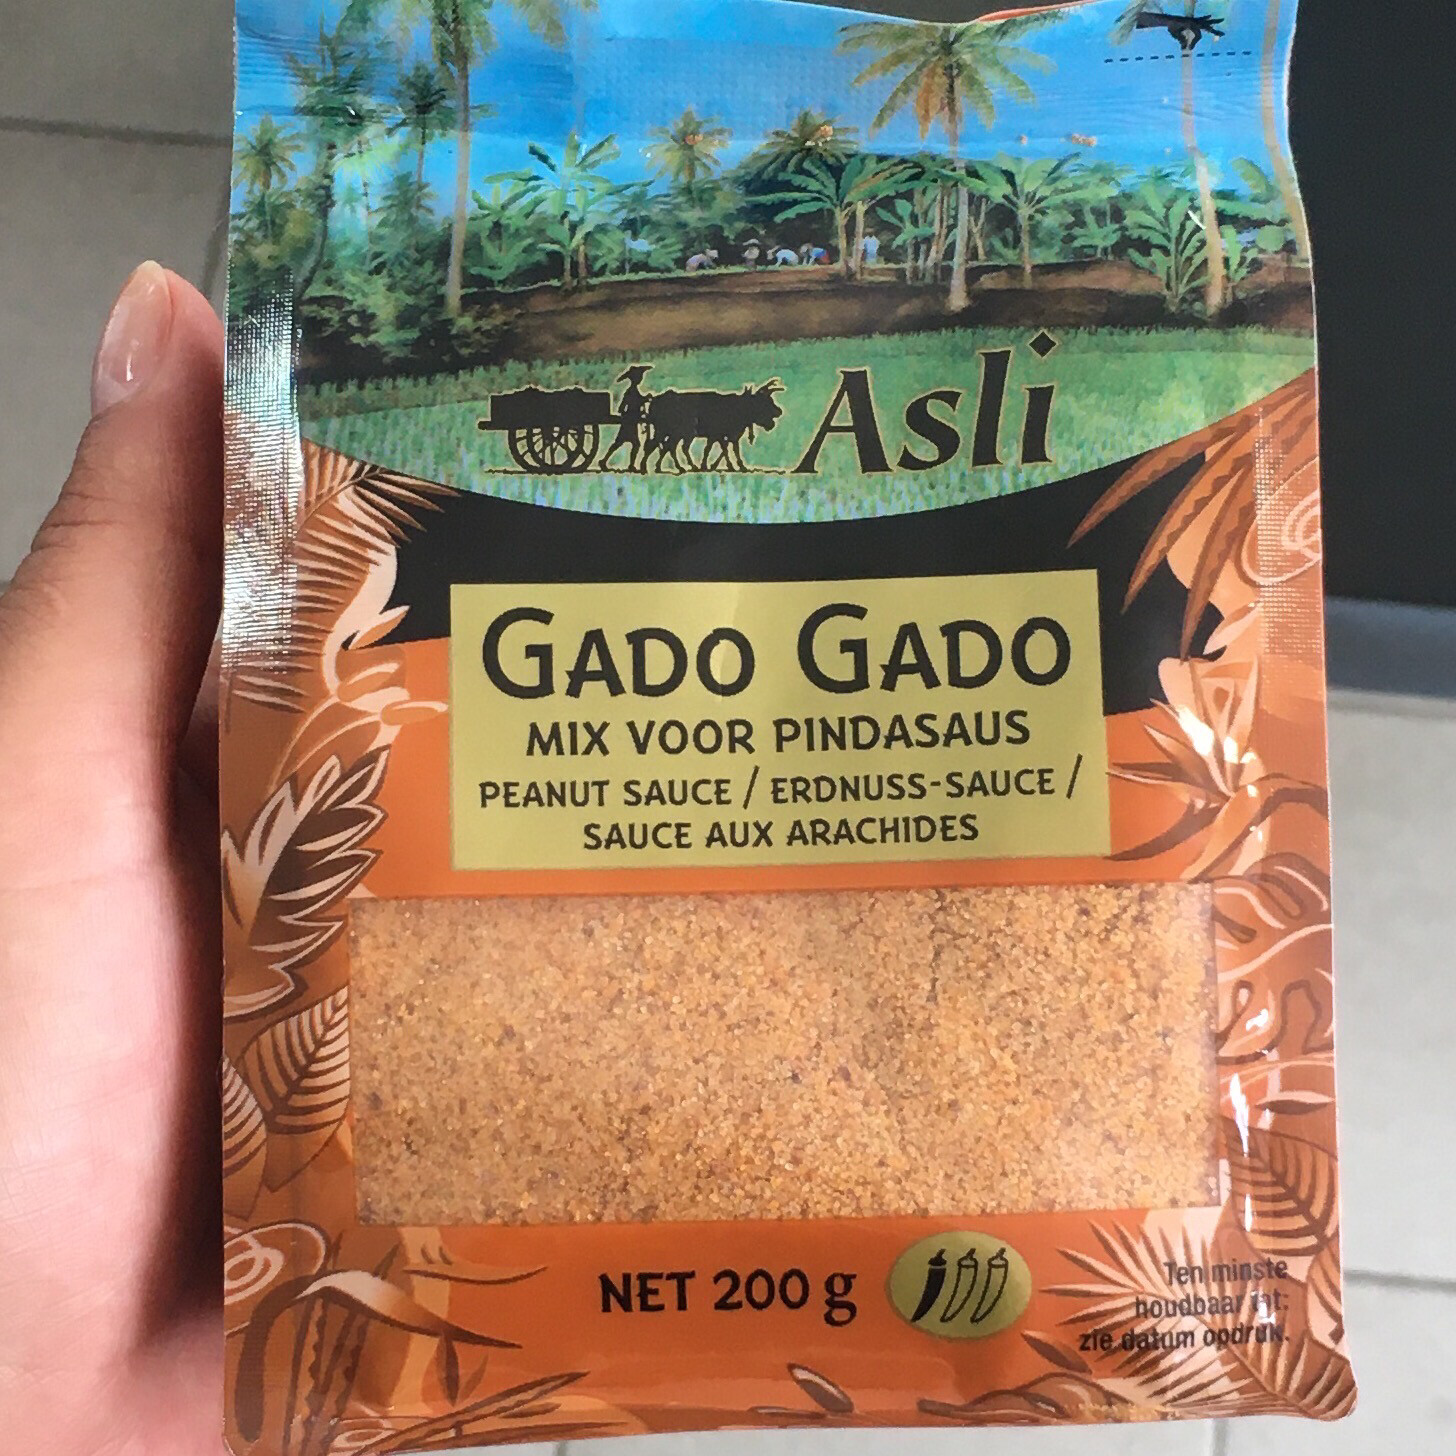 Asli
GADO GADO
MIX VOOR PINDASAUS
PEANUT SAUCE / ERDNUSS-SAUCE /
SAUCE AUX ARACHIDES
NET 200 g
Ten minste
houdbaar tot:
zie datum opdruk.